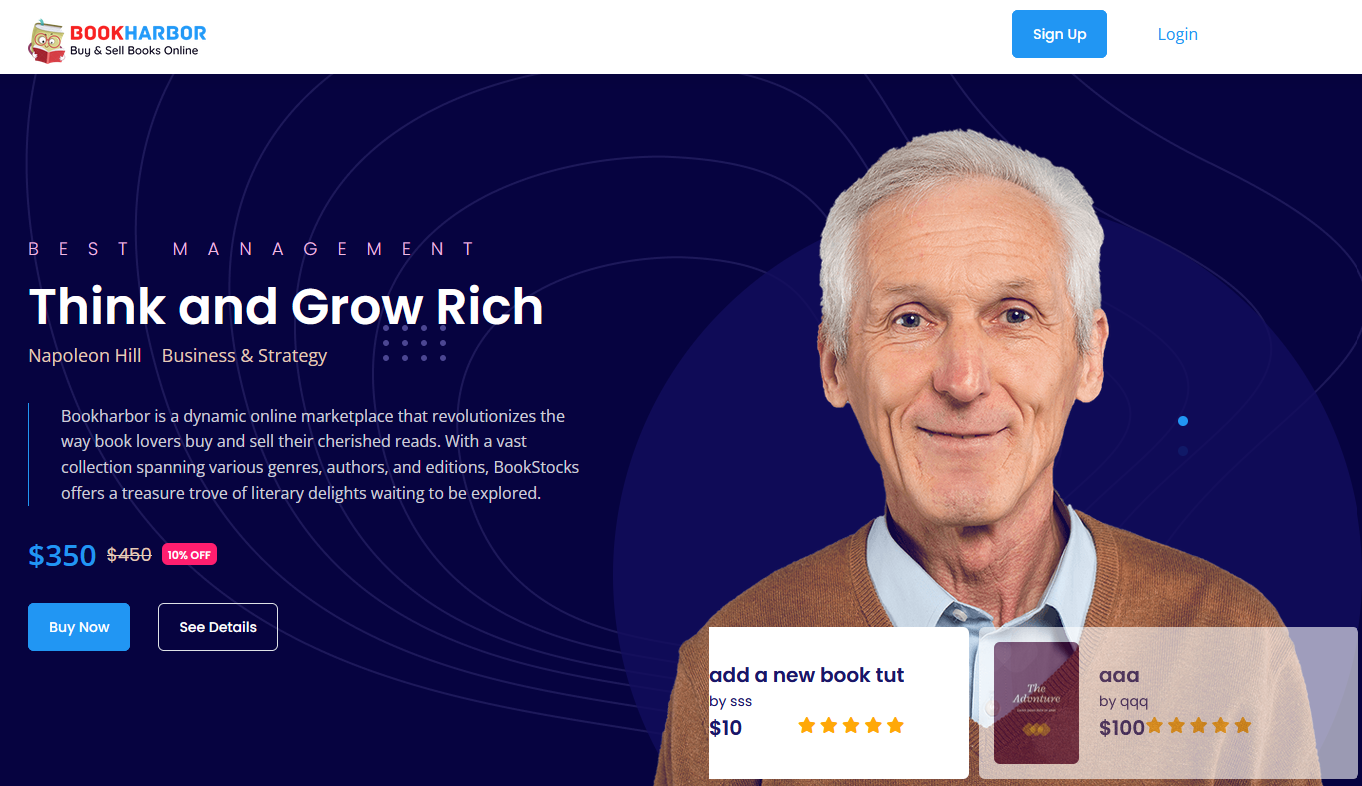 BOOKHARBOR
Buy & Sell Books Online
Sign Up
Login
BEST MANAGEMENT
Think and Grow Rich
Napoleon Hill Business & Strategy
Bookharbor is a dynamic online marketplace that revolutionizes the
way book lovers buy and sell their cherished reads. With a vast
collection spanning various genres, authors, and editions, BookStocks
offers a treasure trove of literary delights waiting to be explored.
$350 $450 10% OFF
Buy Now
See Details
add a new book tut
by sss
$10
The
Adventure
aaa
by qqq
$100